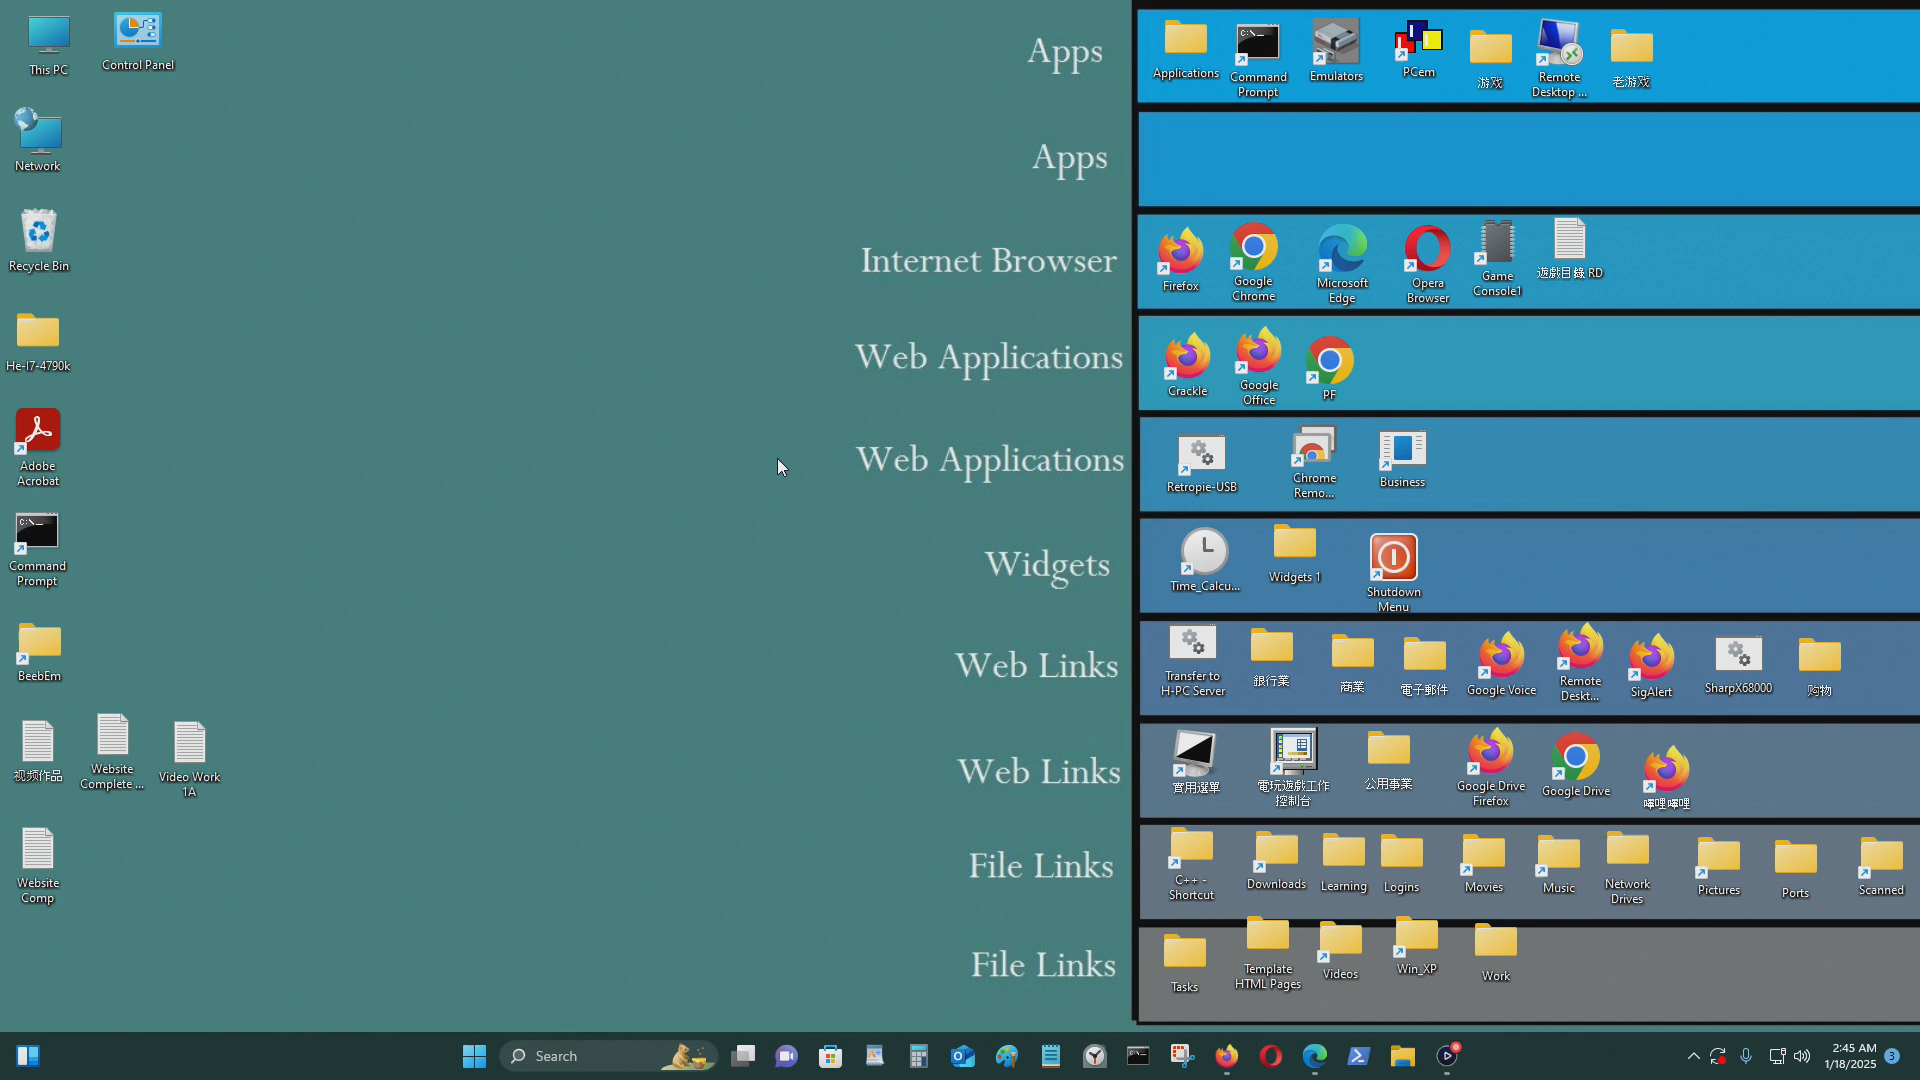 This PC
Control Panel
Network
Recycle Bin
He-I7-4790k
Adobe
Acrobat
Command
Prompt
BeebEm
视频作品
Website
Complete ...
Video Work
1A
Website
Comp
Apps
Apps
Internet Browser
Web Applications
Web Applications
Widgets
Web Links
Web Links
File Links
File Links
Applications
Command
Prompt
Emulators
PCem
游戏
Remote
Desktop ...
老游戏
Firefox
Google
Chrome
Microsoft
Edge
Opera
Browser
Game
Console1
遊戲目錄 RD
Crackle
Google
Office
PF
Retropie-USB
Chrome
Remo...
Business
Time_Calcu...
Widgets 1
Shutdown
Menu
Transfer to
H-PC Server
銀行業
商業
電子郵件
Google Voice
Remote
Deskt...
SigAlert
SharpX68000
购物
實用選單
電玩遊戲工作
控制台
公用事業
Google Drive
Firefox
Google Drive
嗶哩嗶哩
C++ -
Shortcut
Downloads
Learning
Logins
Movies
Music
Network
Drives
Pictures
Ports
Scanned
Tasks
Template
HTML Pages
Videos
Win_XP
Work
Search
2:45 AM
1/18/2025
3